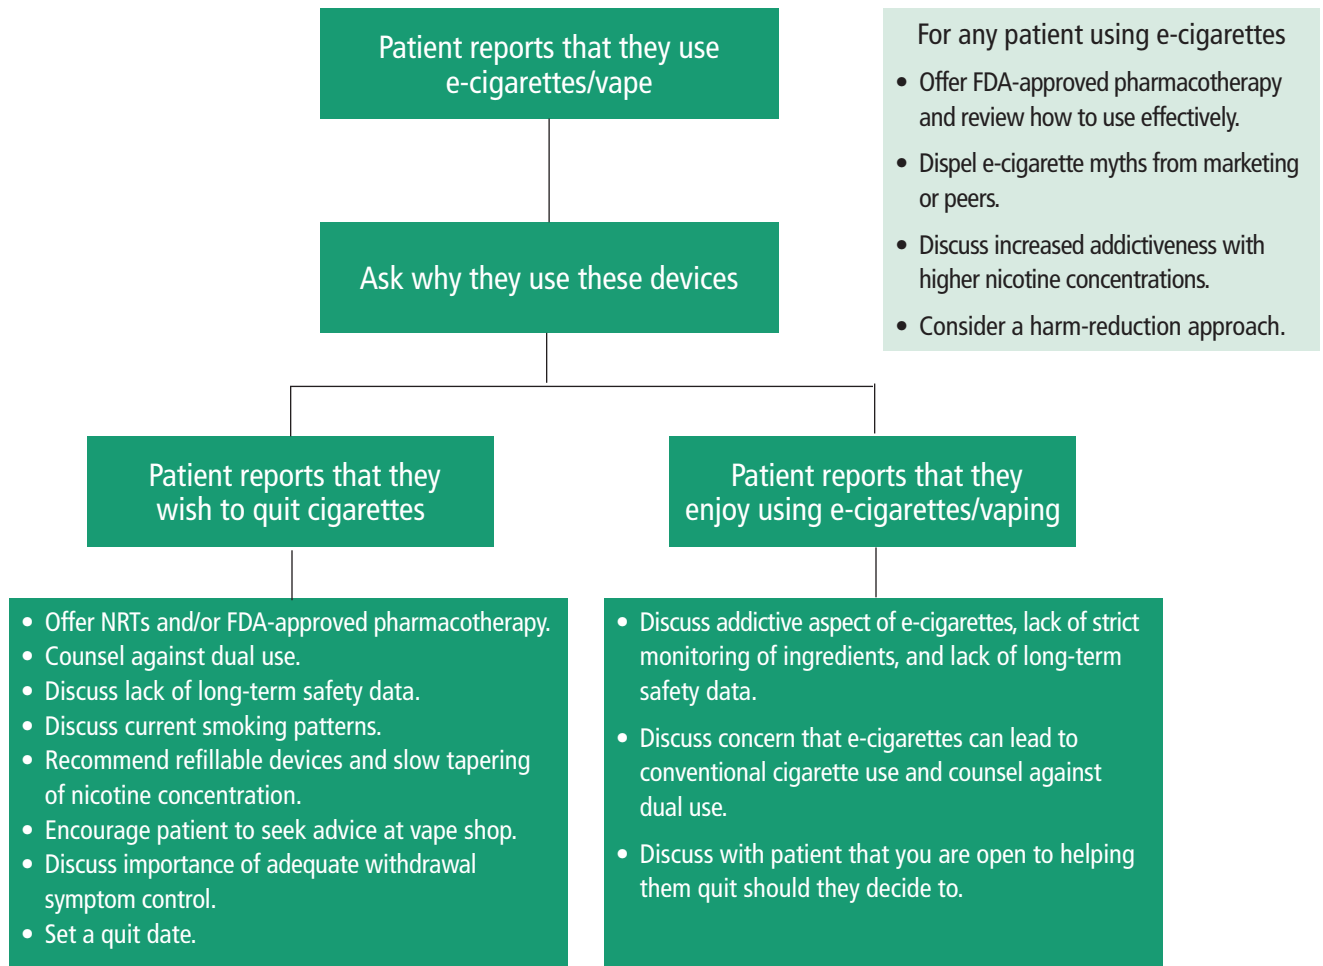 Patient reports that they use
e-cigarettes/vape
For any patient using e-cigarettes
• Offer FDA-approved pharmacotherapy
and review how to use effectively.
• Dispel e-cigarette myths from marketing
or peers.
• Discuss increased addictiveness with
higher nicotine concentrations.
• Consider a harm-reduction approach.
Ask why they use these devices
Patient reports that they
wish to quit cigarettes
Patient reports that they
enjoy using e-cigarettes/vaping
• Offer NRTs and/or FDA-approved pharmacotherapy.
• Counsel against dual use.
• Discuss lack of long-term safety data.
• Discuss current smoking patterns.
• Recommend refillable devices and slow tapering
of nicotine concentration.
• Encourage patient to seek advice at vape shop.
• Discuss importance of adequate withdrawal
symptom control.
• Set a quit date.
• Discuss addictive aspect of e-cigarettes, lack of strict
monitoring of ingredients, and lack of long-term
safety data.
• Discuss concern that e-cigarettes can lead to
conventional cigarette use and counsel against
dual use.
• Discuss with patient that you are open to helping
them quit should they decide to.